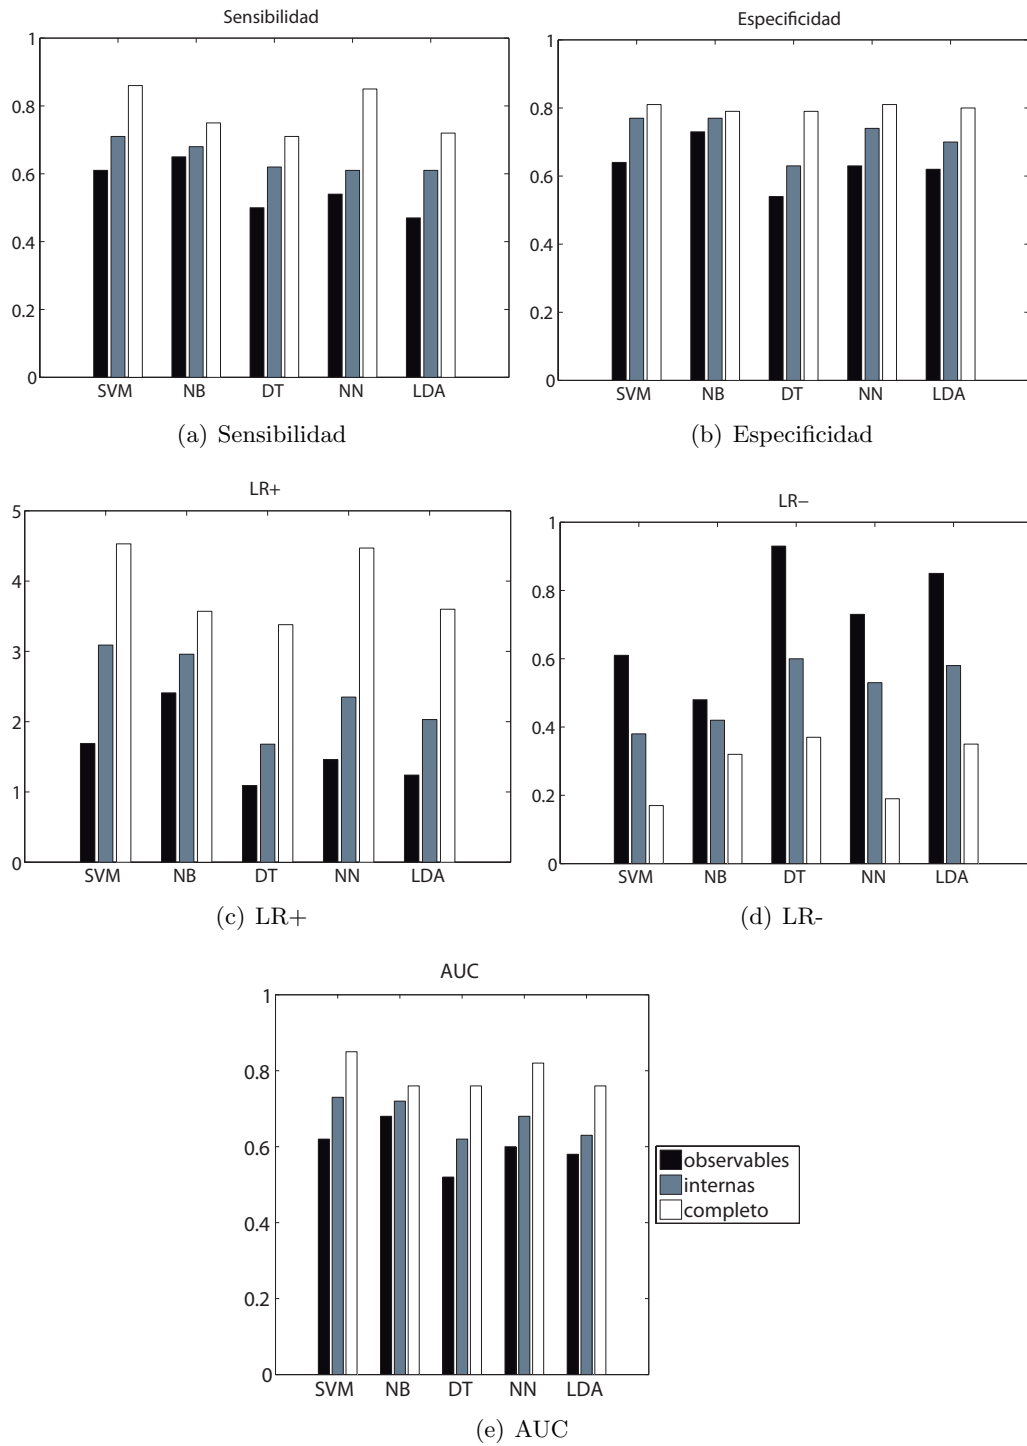 Sensibilidad
1
0.8
0.6
0.4
0.2
0
SVM NB DT NN LDA
(a) Sensibilidad
Especificidad
1
0.8
0.6
0.4
0.2
0
SVM NB DT NN LDA
(b) Especificidad
LR+
5
4
3
2
1
0
SVM NB DT NN LDA
(c) LR+
LR−
1
0.8
0.6
0.4
0.2
0
SVM NB DT NN LDA
(d) LR-
AUC
1
0.8
0.6
0.4
0.2
0
SVM NB DT NN LDA
observables
internas
completo
(e) AUC